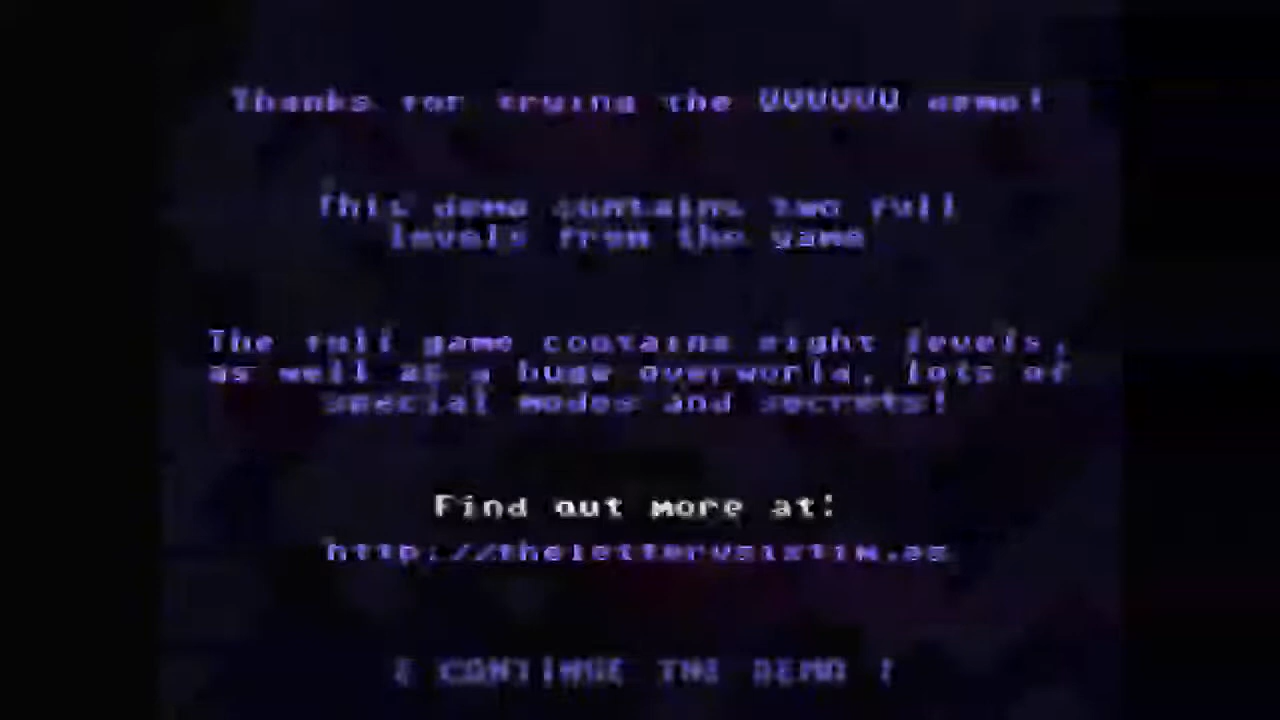 Thanks for trying the VVVVVV demo!
This demo contains two full
levels from the game
The full game contains eight levels,
as well as a huge overworld, lots of
special modes and secrets!
Find out more at:
http://thelettervsixtim.es
[ CONTINUE THE DEMO ]